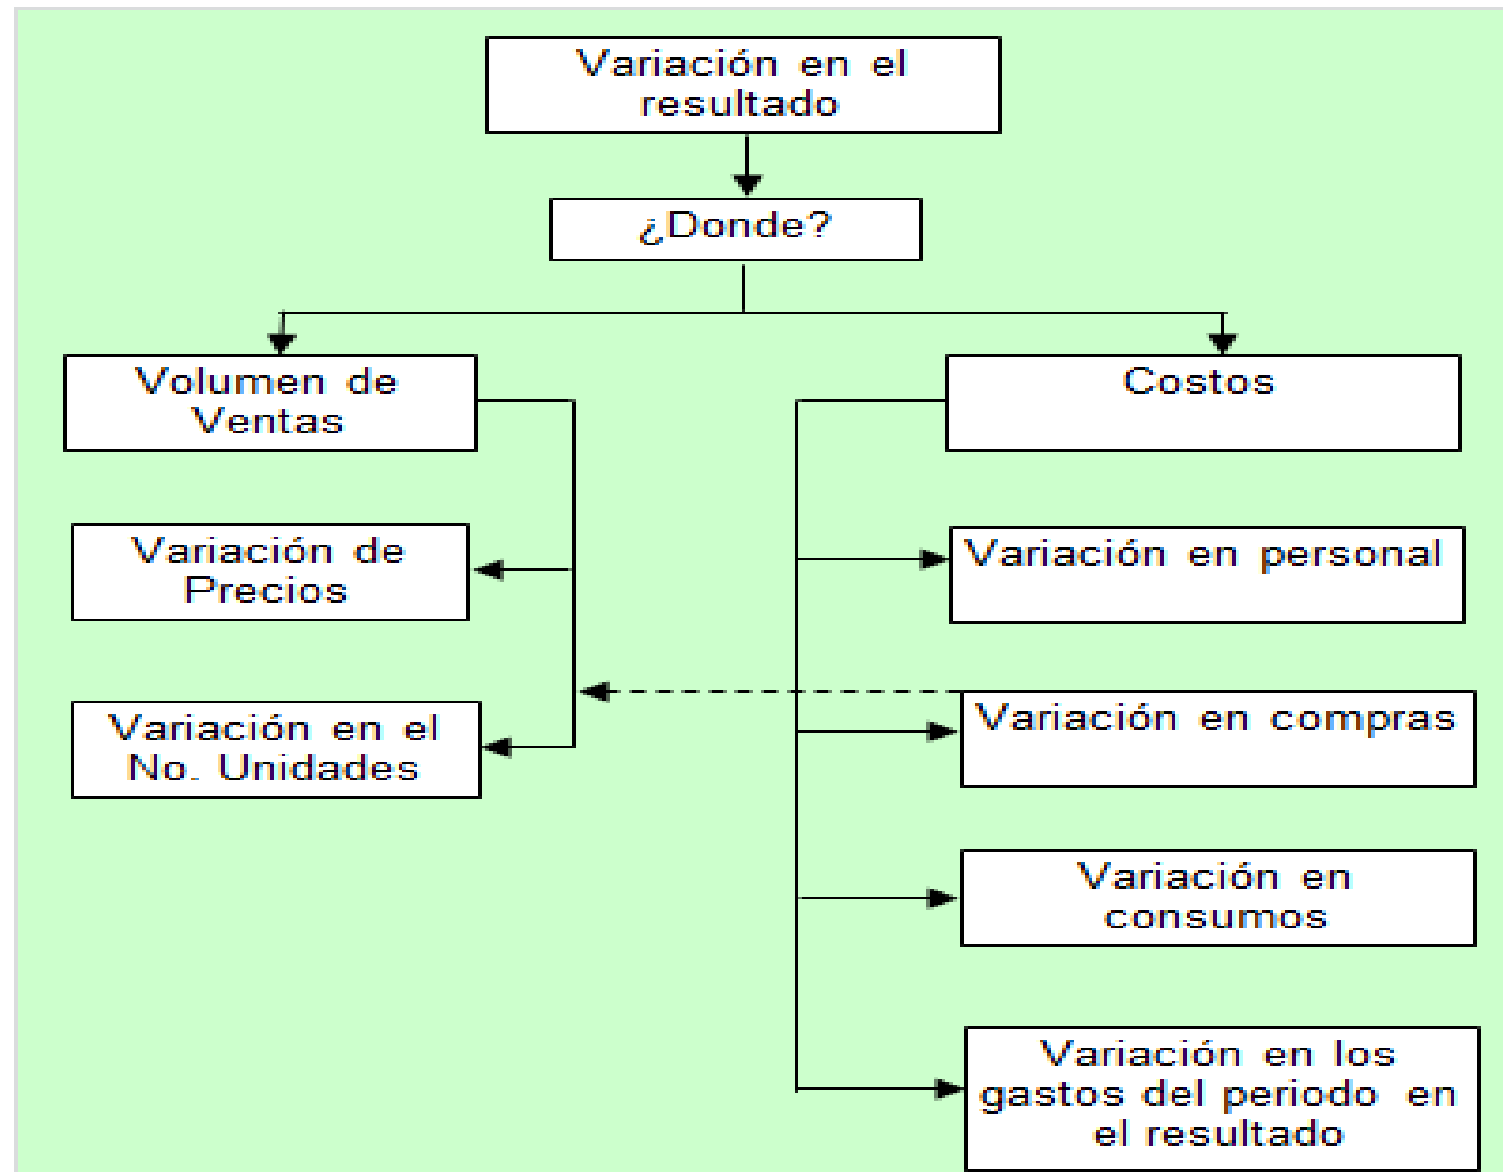 Variación en el
resultado
¿Donde?
Volumen de
Ventas
Costos
Variación de
Precios
Variación en personal
Variación en el
No. Unidades
Variación en compras
Variación en
consumos
Variación en los
gastos del periodo en
el resultado